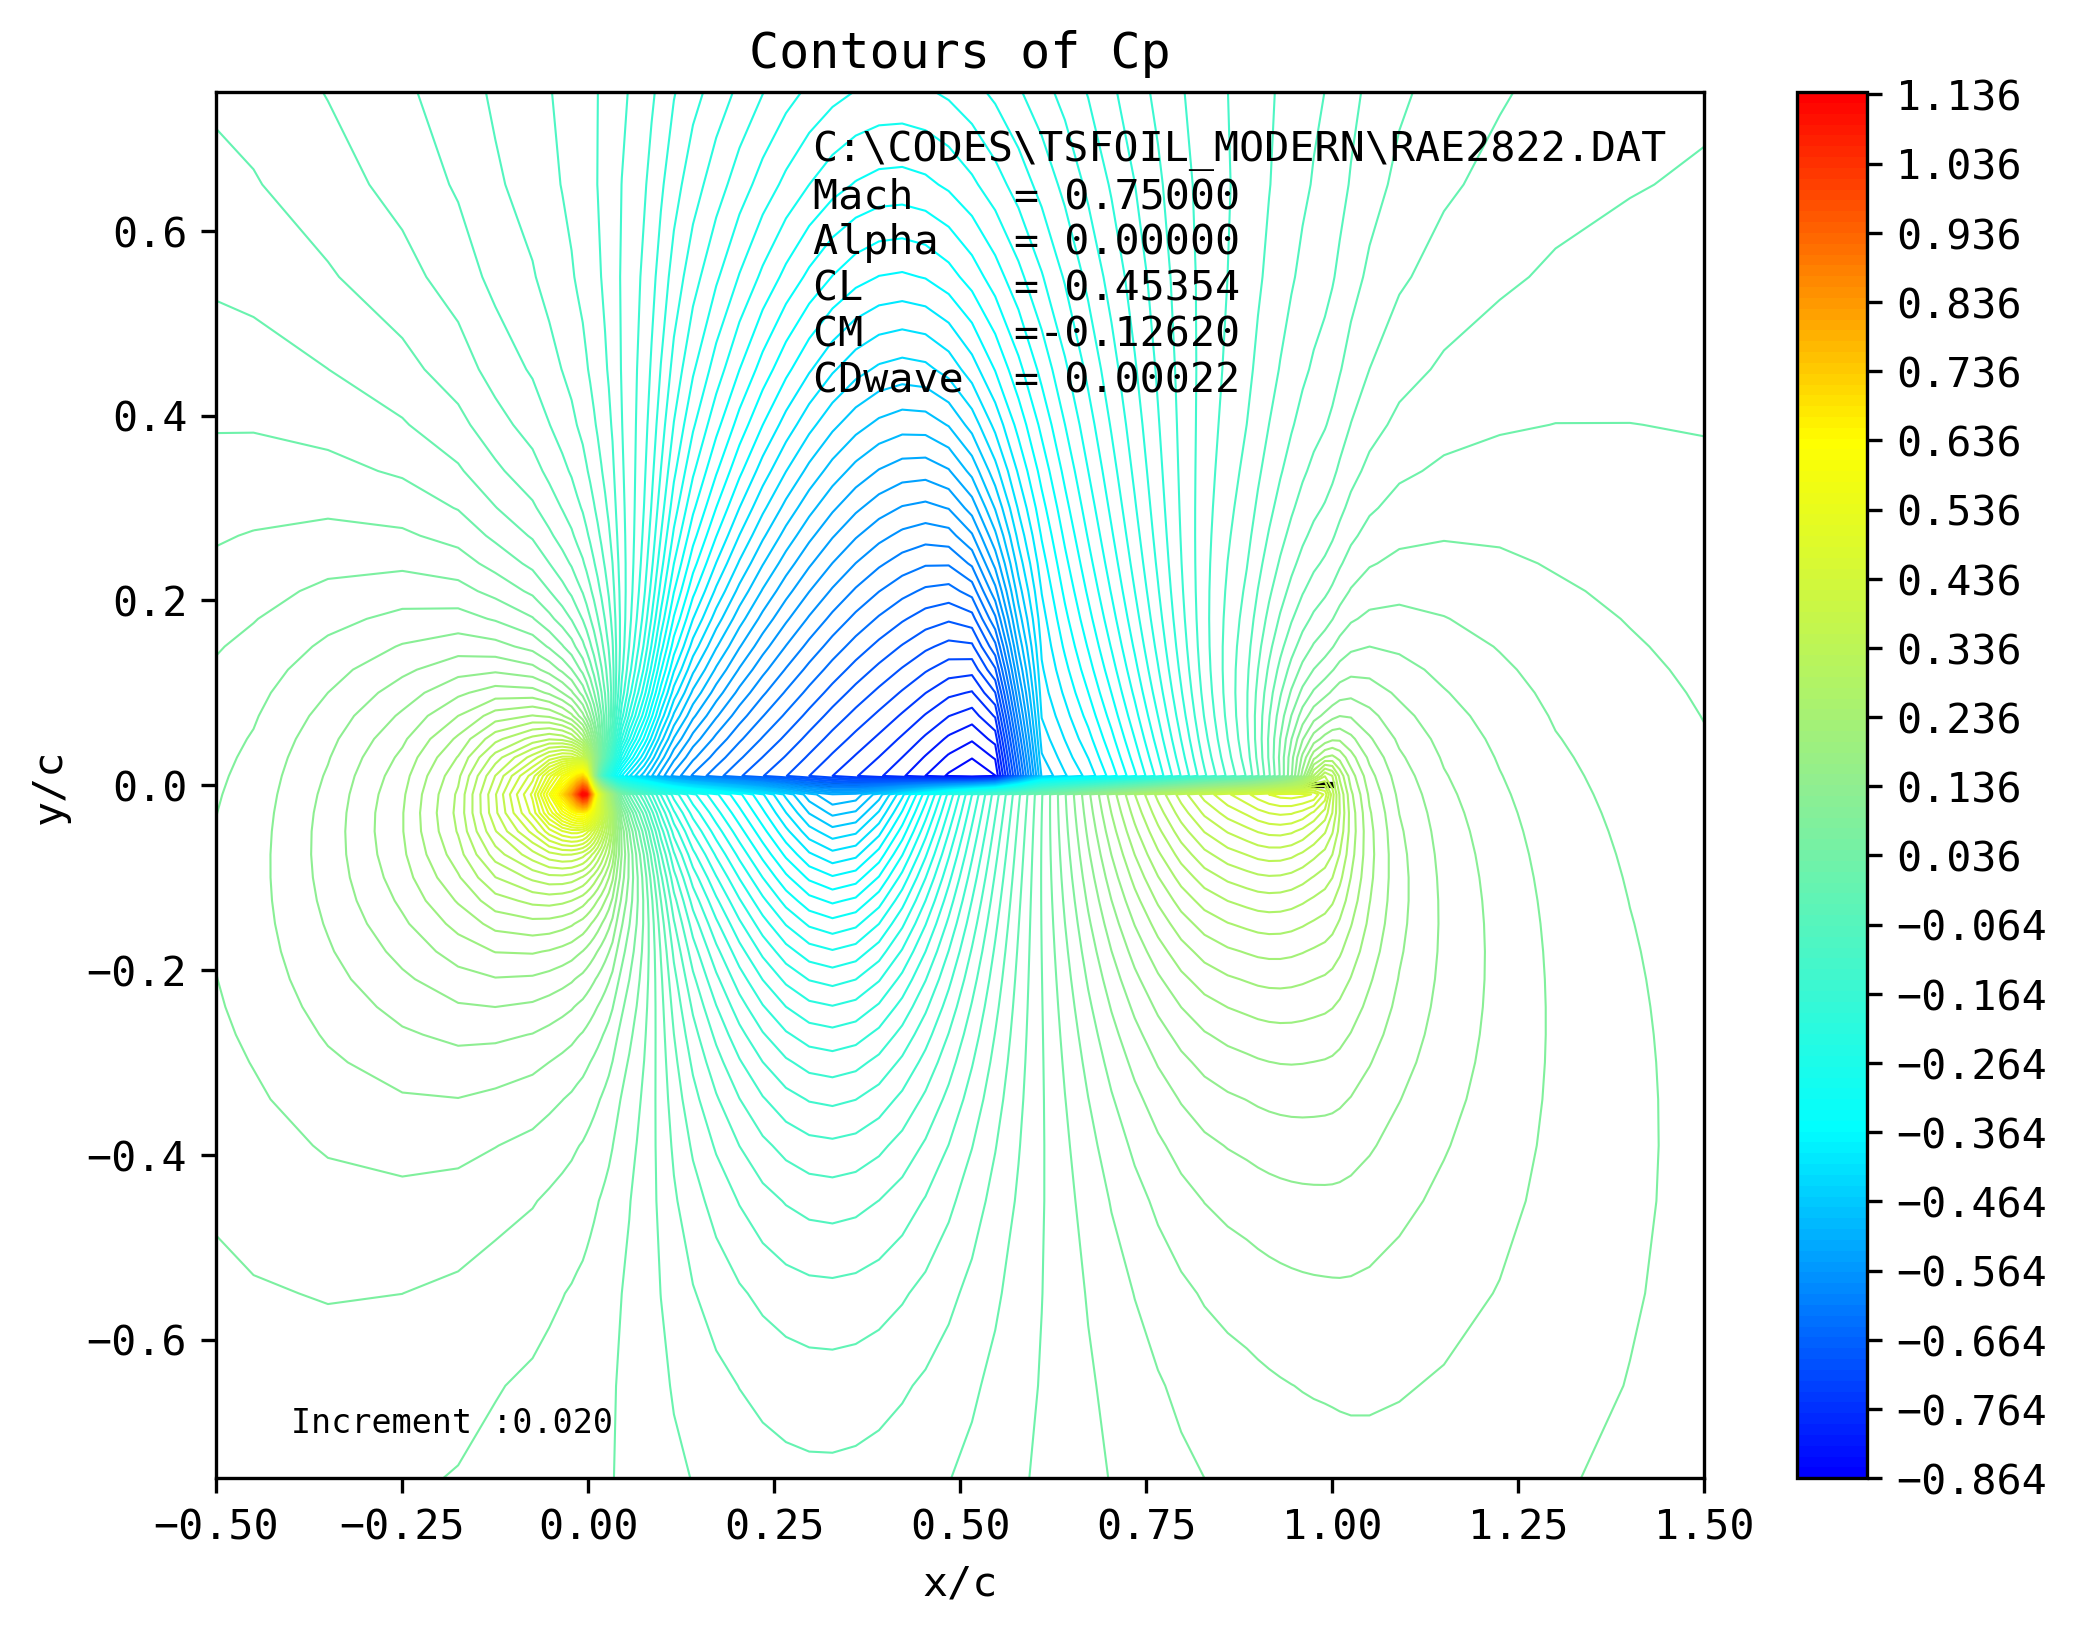 Contours of Cp
C:\CODES\TSFOIL_MODERN\RAE2822.DAT
Mach    = 0.75000
Alpha   = 0.00000
CL      = 0.45354
CM      =-0.12620
CDwave  = 0.00022
Increment :0.020
y/c
0.6
0.4
0.2
0.0
−0.2
−0.4
−0.6
−0.50 −0.25 0.00 0.25 0.50 0.75 1.00 1.25 1.50
x/c
1.136
1.036
0.936
0.836
0.736
0.636
0.536
0.436
0.336
0.236
0.136
0.036
−0.064
−0.164
−0.264
−0.364
−0.464
−0.564
−0.664
−0.764
−0.864